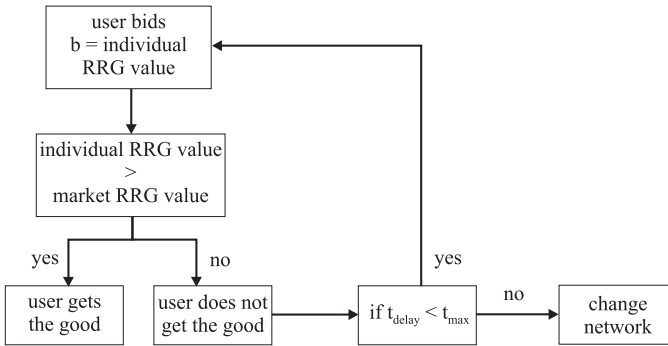 user bids
b = individual
RRG value
individual RRG value
>
market RRG value
yes
no
user gets
the good
user does not
get the good
if t_delay < t_max
yes
no
change
network